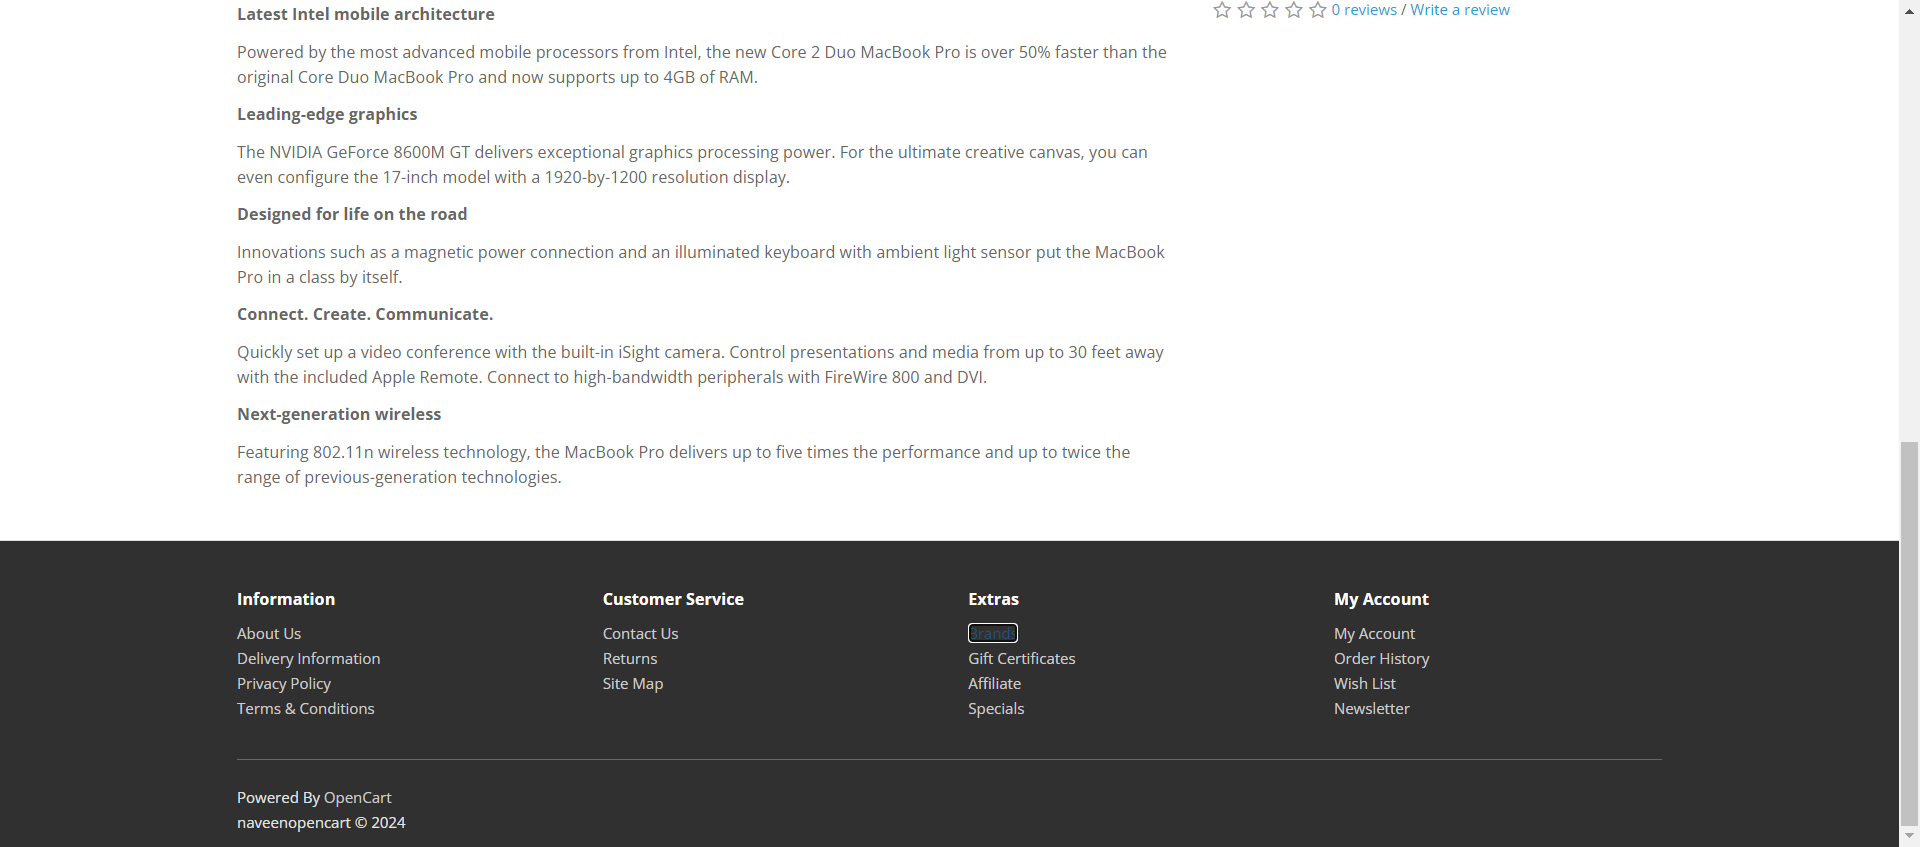 Latest Intel mobile architecture
Powered by the most advanced mobile processors from Intel, the new Core 2 Duo MacBook Pro is over 50% faster than the
original Core Duo MacBook Pro and now supports up to 4GB of RAM.
Leading-edge graphics
The NVIDIA GeForce 8600M GT delivers exceptional graphics processing power. For the ultimate creative canvas, you can
even configure the 17-inch model with a 1920-by-1200 resolution display.
Designed for life on the road
Innovations such as a magnetic power connection and an illuminated keyboard with ambient light sensor put the MacBook
Pro in a class by itself.
Connect. Create. Communicate.
Quickly set up a video conference with the built-in iSight camera. Control presentations and media from up to 30 feet away
with the included Apple Remote. Connect to high-bandwidth peripherals with FireWire 800 and DVI.
Next-generation wireless
Featuring 802.11n wireless technology, the MacBook Pro delivers up to five times the performance and up to twice the
range of previous-generation technologies.
0 reviews / Write a review
Information
About Us
Delivery Information
Privacy Policy
Terms & Conditions
Customer Service
Contact Us
Returns
Site Map
Extras
Brands
Gift Certificates
Affiliate
Specials
My Account
My Account
Order History
Wish List
Newsletter
Powered By OpenCart
naveenopencart © 2024